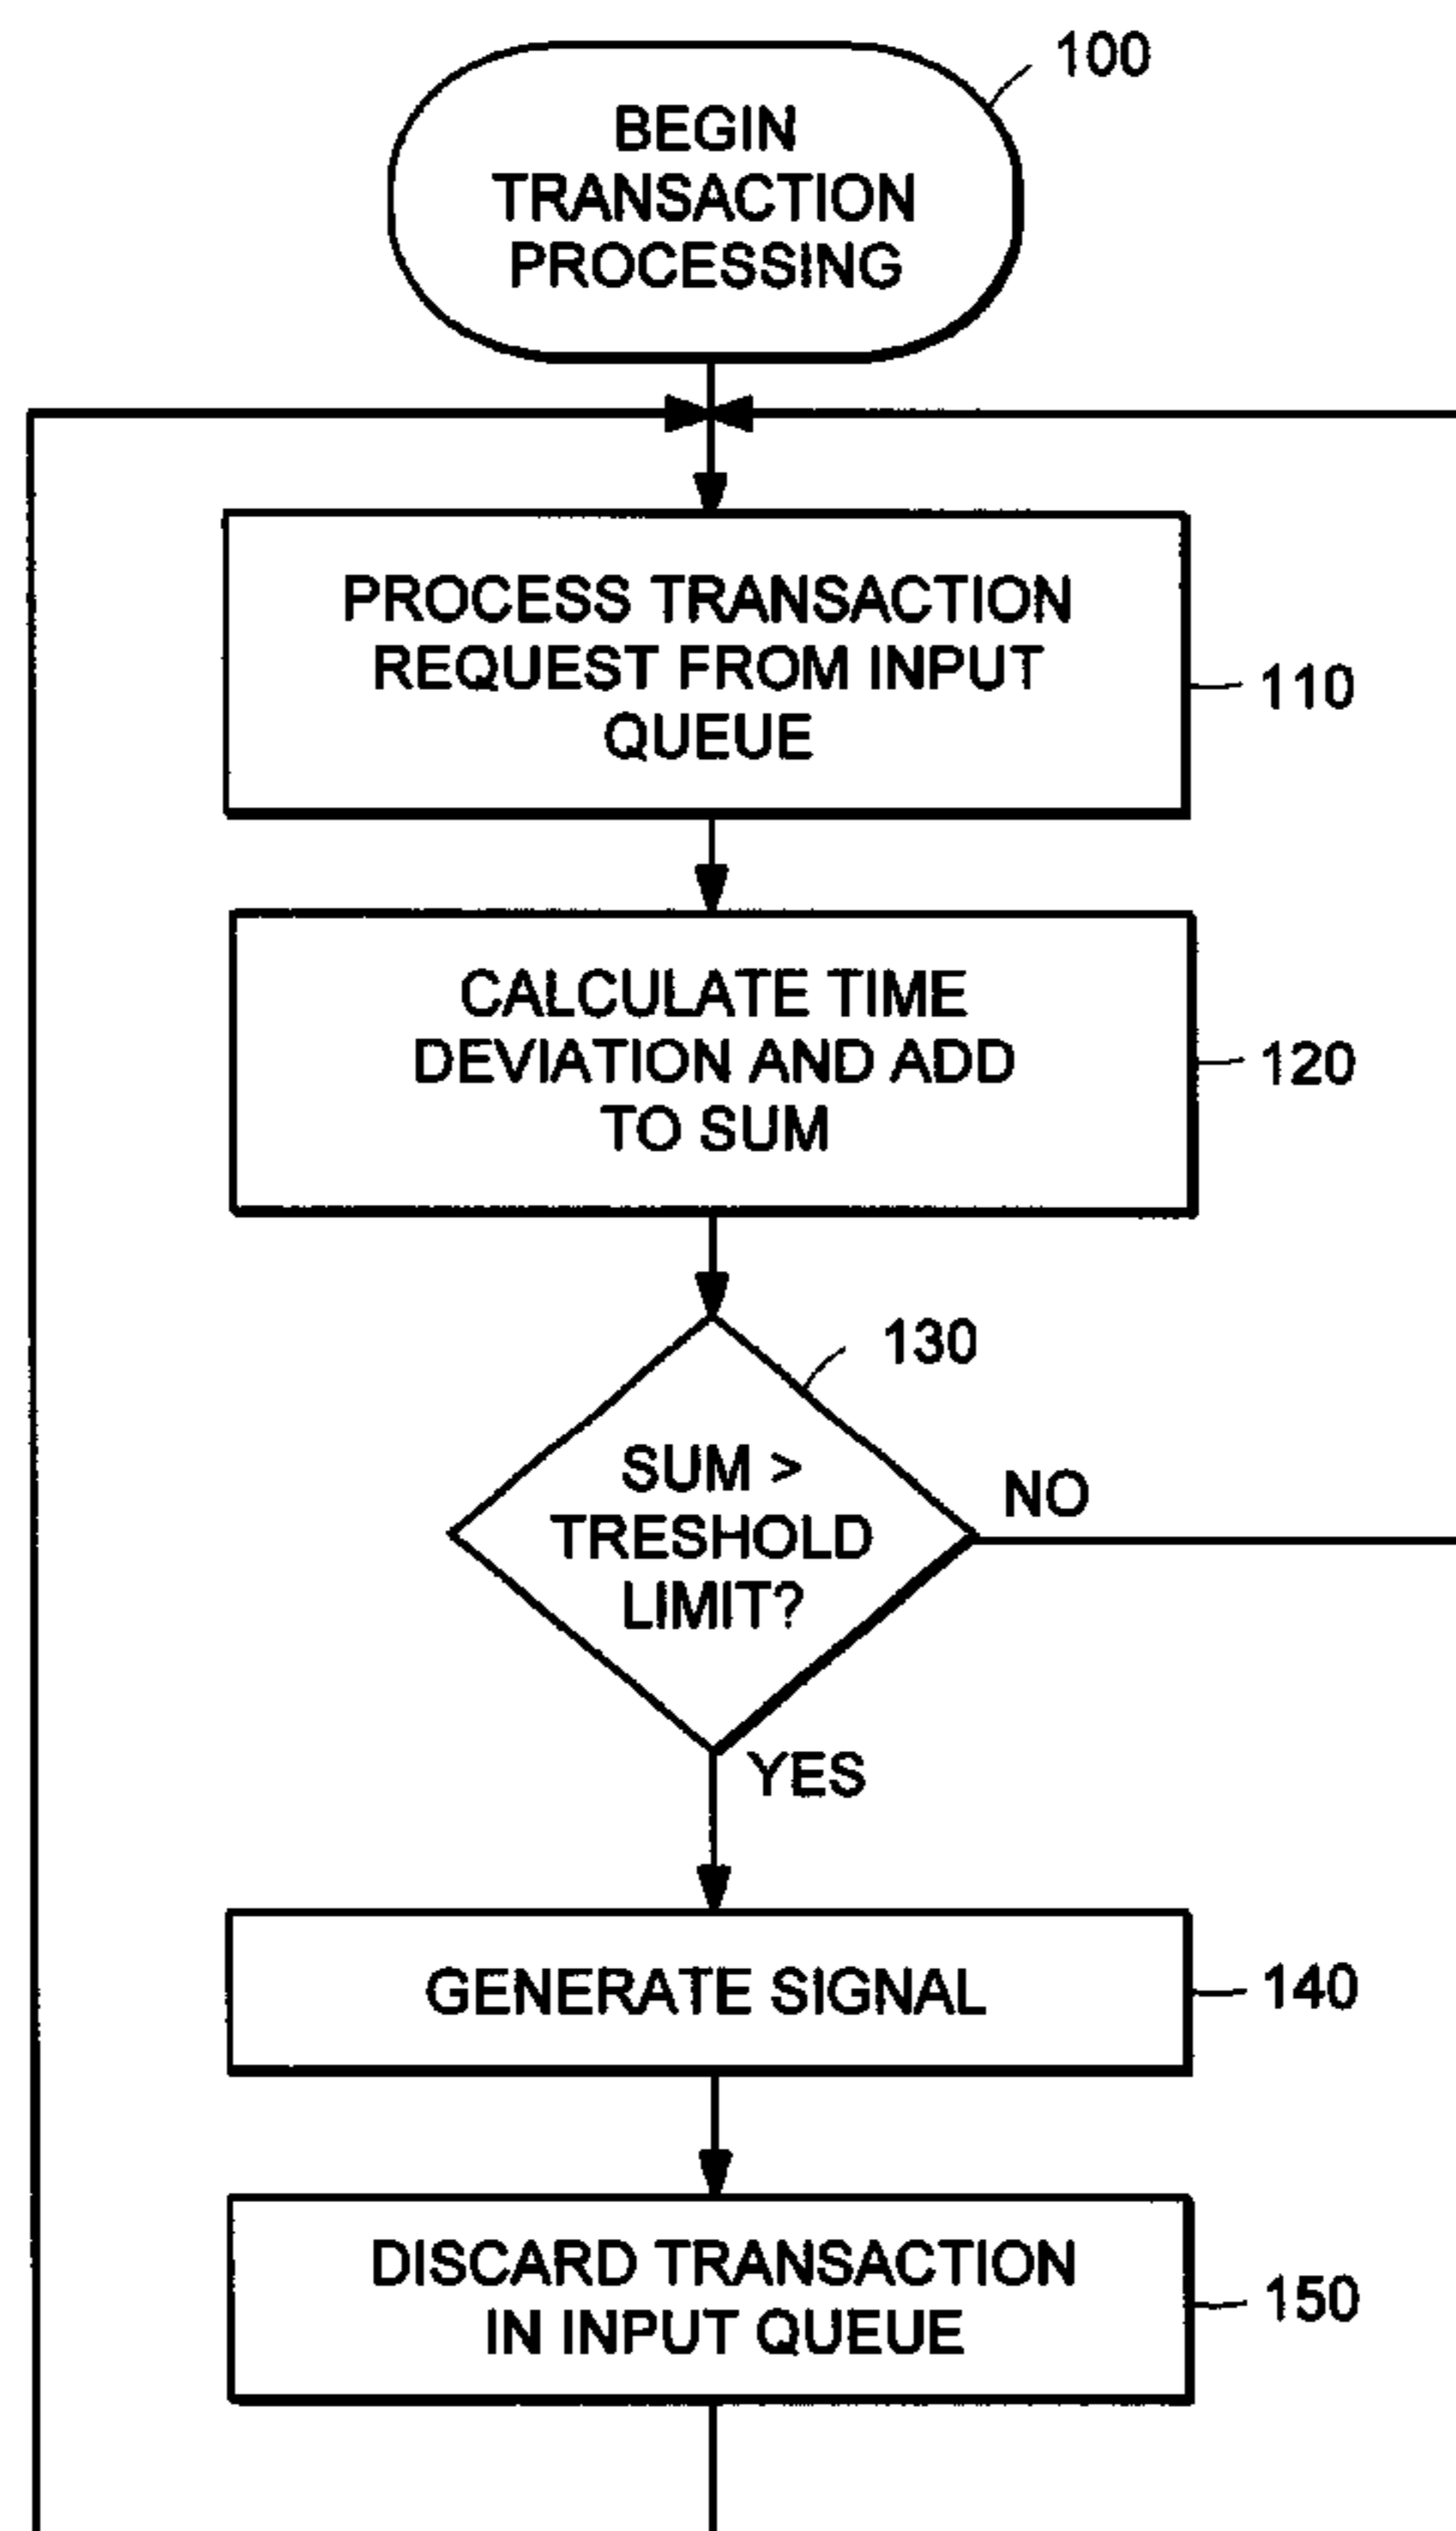 100
BEGIN
TRANSACTION
PROCESSING
PROCESS TRANSACTION
REQUEST FROM INPUT
QUEUE
110
CALCULATE TIME
DEVIATION AND ADD
TO SUM
120
130
SUM >
TRESHOLD
LIMIT?
NO
YES
GENERATE SIGNAL
140
DISCARD TRANSACTION
IN INPUT QUEUE
150